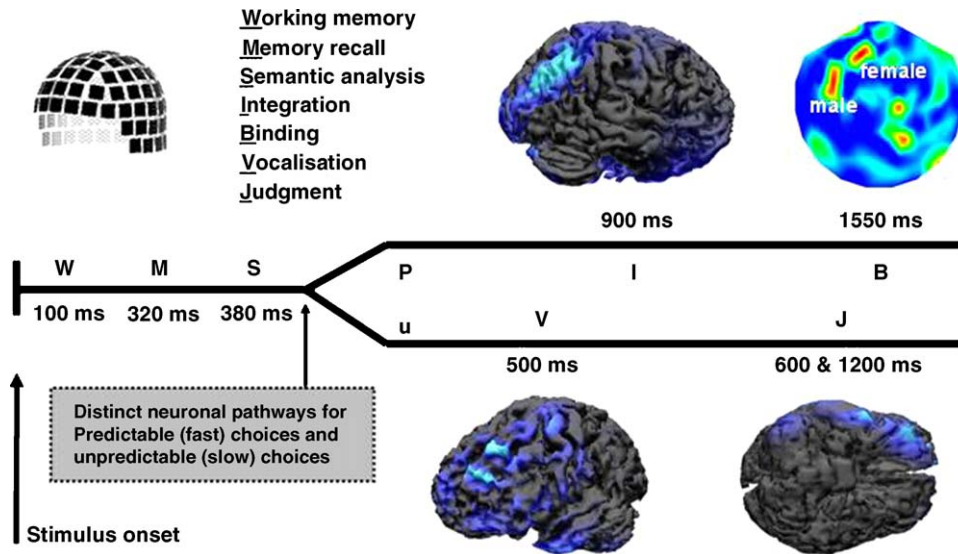 Working memory
Memory recall
Semantic analysis
Integration
Binding
Vocalisation
Judgment
female
male
900 ms
1550 ms
W M S
P I B
100 ms 320 ms 380 ms
u V J
500 ms
600 & 1200 ms
Distinct neuronal pathways for
Predictable (fast) choices and
unpredictable (slow) choices
Stimulus onset